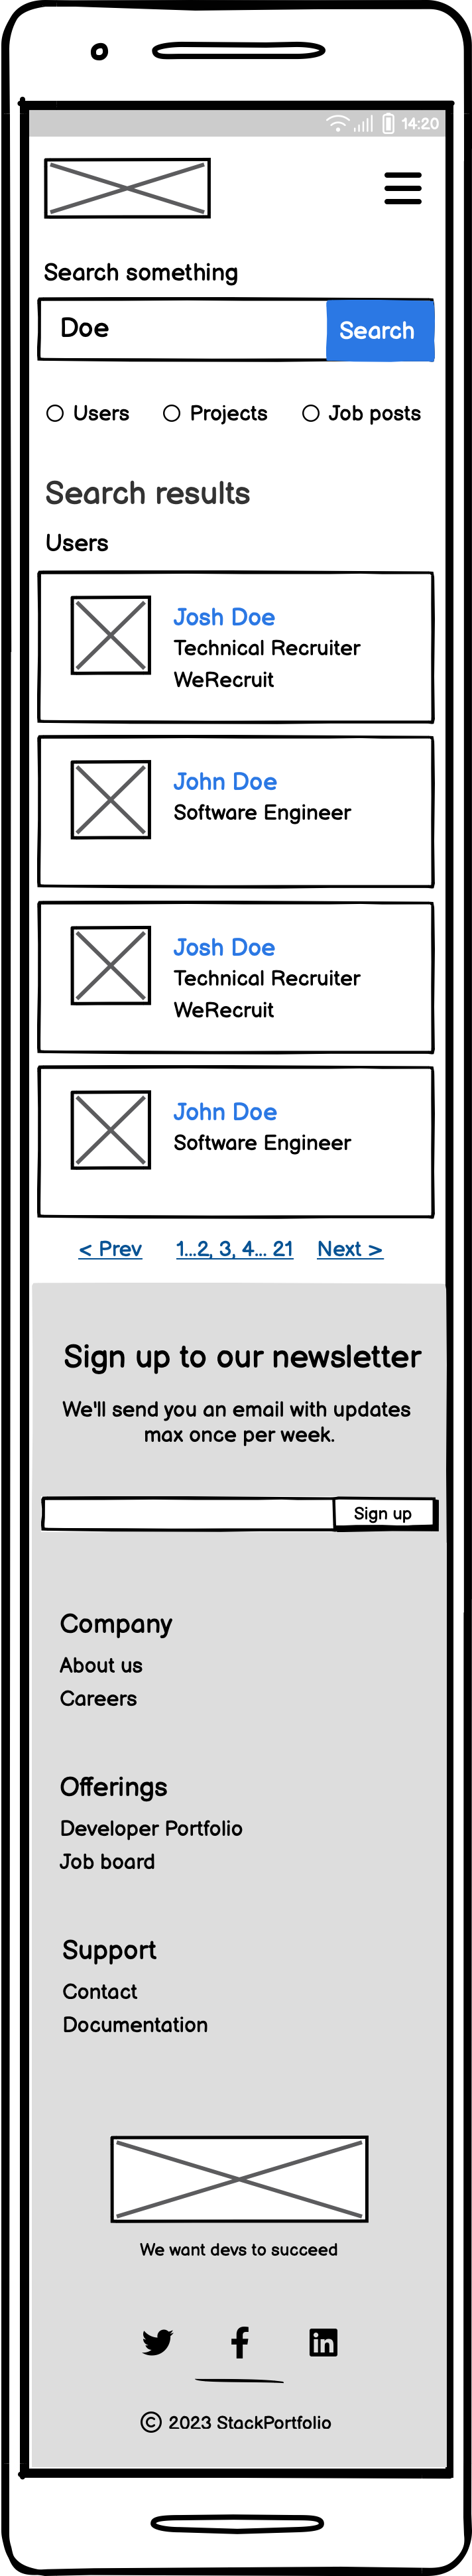 14:20
Search something
Doe
Search
Users Projects Job posts
Search results
Users
Josh Doe
Technical Recruiter
WeRecruit
John Doe
Software Engineer
Josh Doe
Technical Recruiter
WeRecruit
John Doe
Software Engineer
< Prev 1...2, 3, 4... 21 Next >
Sign up to our newsletter
We'll send you an email with updates
max once per week.
Sign up
Company
About us
Careers
Offerings
Developer Portfolio
Job board
Support
Contact
Documentation
We want devs to succeed
© 2023 StackPortfolio